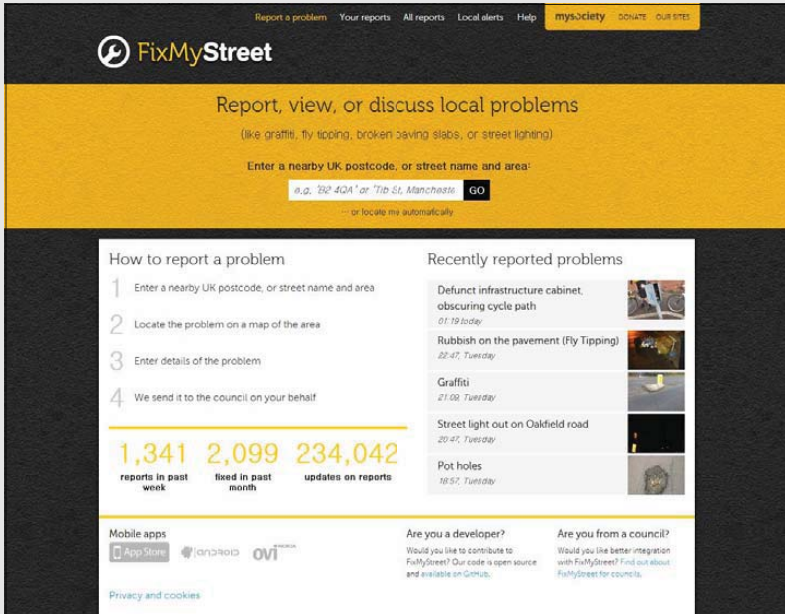 Report a problem Your reports All reports Local alerts Help mysociety DONATE OUR SITES
FixMyStreet
Report, view, or discuss local problems
(like graffiti, fly tipping, broken paving slabs, or street lighting)
Enter a nearby UK postcode, or street name and area:
e.g. 'B2 4QA' or 'Tib St, Mancheste GO
... or locate me automatically
How to report a problem
1 Enter a nearby UK postcode, or street name and area
2 Locate the problem on a map of the area
3 Enter details of the problem
4 We send it to the council on your behalf
1,341 2,099 234,042
reports in past fixed in past updates on reports
week month
Recently reported problems
Defunct infrastructure cabinet,
obscuring cycle path
01:19 today
Rubbish on the pavement (Fly Tipping)
22:47, Tuesday
Graffiti
21:09, Tuesday
Street light out on Oakfield road
20:47, Tuesday
Pot holes
18:57, Tuesday
Mobile apps
App Store android ovi
Privacy and cookies
Are you a developer?
Would you like to contribute to
FixMyStreet? Our code is open source
and available on GitHub.
Are you from a council?
Would you like better integration
with FixMyStreet? Find out about
FixMyStreet for councils.